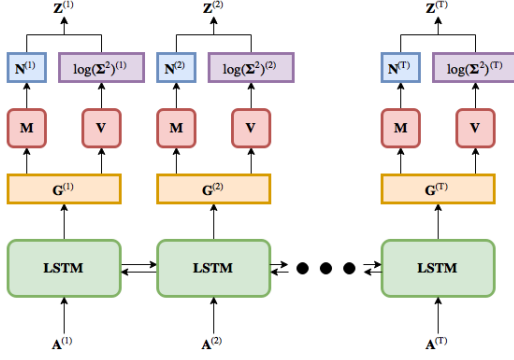 Z^(1) Z^(2) Z^(T)
N^(1) log(Σ²)^(1) N^(2) log(Σ²)^(2) N^(T) log(Σ²)^(T)
M V M V M V
G^(1) G^(2) G^(T)
LSTM LSTM LSTM
A^(1) A^(2) A^(T)